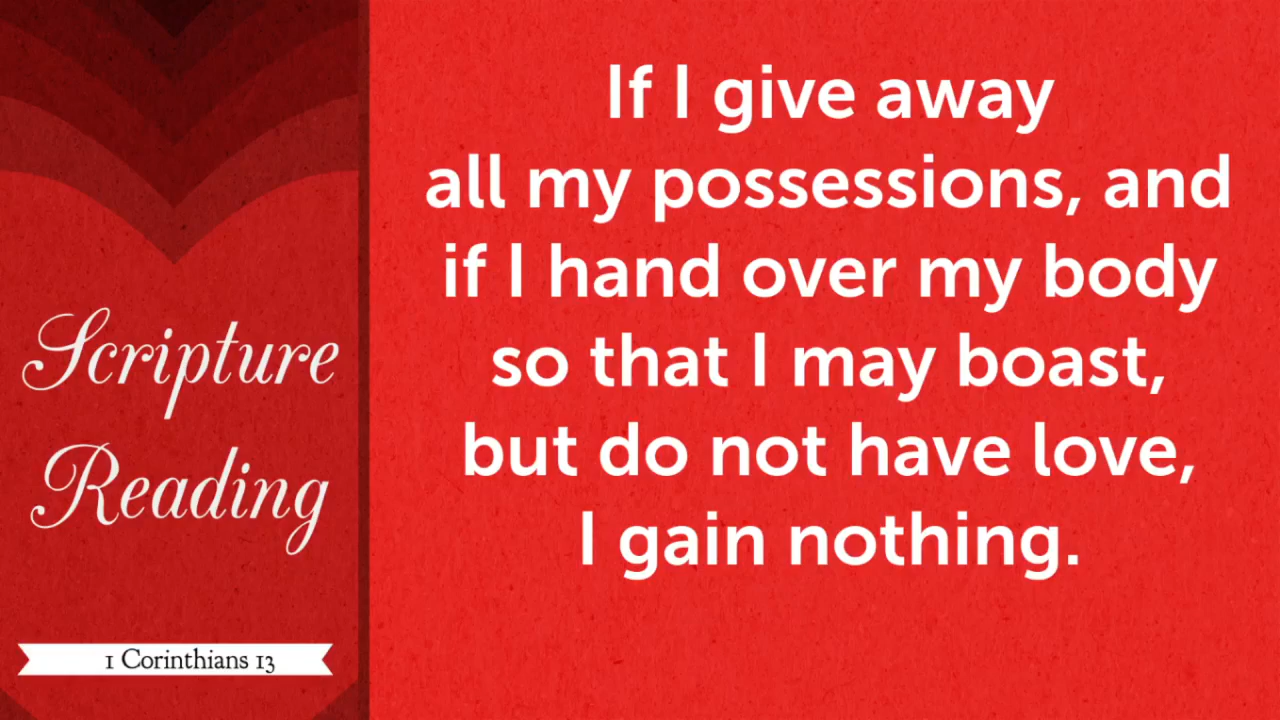 Scripture
Reading
1 Corinthians 13
If I give away
all my possessions, and
if I hand over my body
so that I may boast,
but do not have love,
I gain nothing.